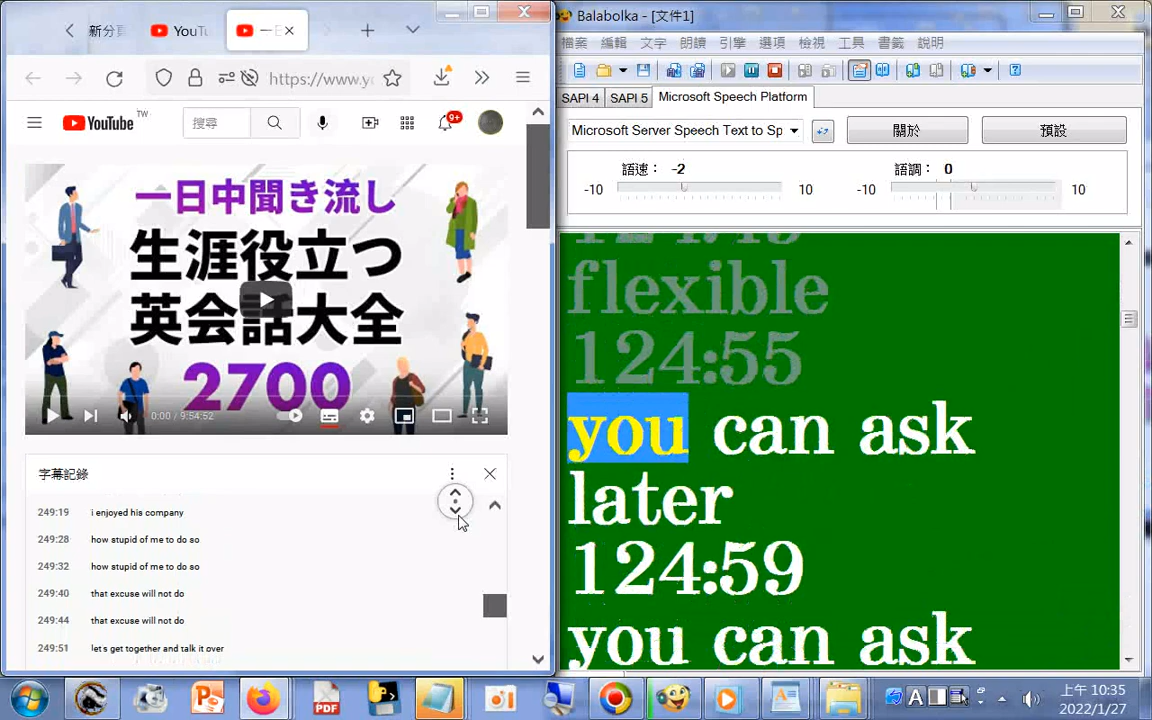 新分頁
YouTu
一 E
https://www.yo
TW
YouTube
搜尋
9+
一日中聞き流し
生涯役立つ
英会話大全
2700
0:00 / 9:54:52
字幕記錄
249:19 i enjoyed his company
249:28 how stupid of me to do so
249:32 how stupid of me to do so
249:40 that excuse will not do
249:44 that excuse will not do
249:51 let s get together and talk it over
Balabolka - [文件1]
檔案 編輯 文字 朗讀 引擎 選項 檢視 工具 書籤 說明
SAPI 4 SAPI 5 Microsoft Speech Platform
Microsoft Server Speech Text to Sp 關於 預設
語速： -2 語調： 0
-10 10 -10 10
flexible
124:55
you can ask
later
124:59
you can ask
PDF
A
上午 10:35
2022/1/27